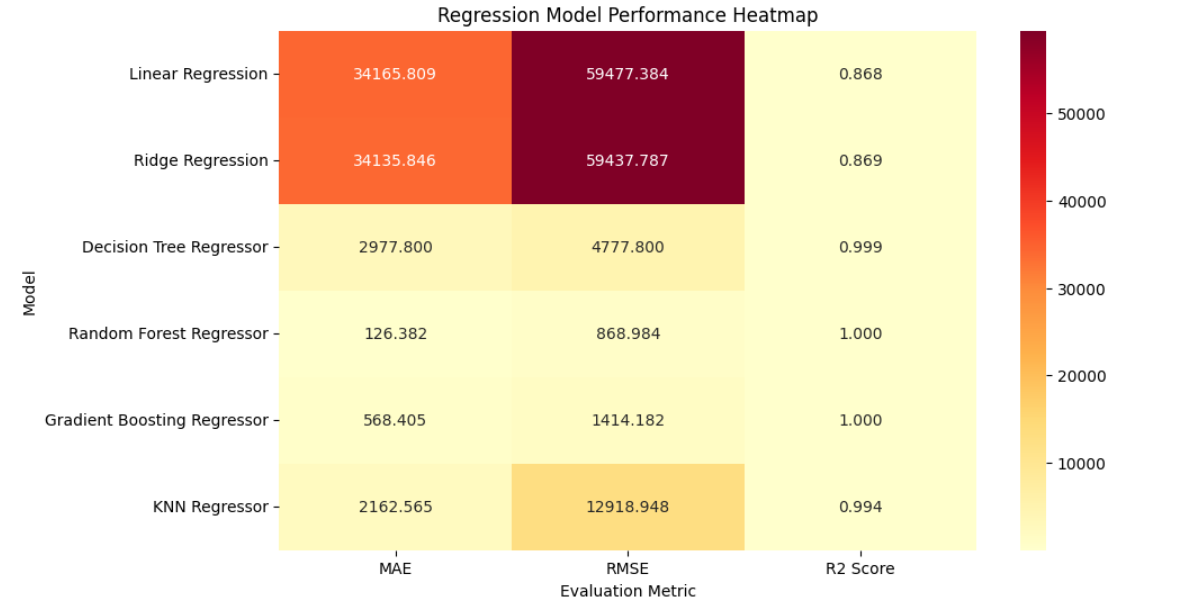 Regression Model Performance Heatmap
Linear Regression 34165.809 59477.384 0.868
Ridge Regression 34135.846 59437.787 0.869
Decision Tree Regressor 2977.800 4777.800 0.999
Random Forest Regressor 126.382 868.984 1.000
Gradient Boosting Regressor 568.405 1414.182 1.000
KNN Regressor 2162.565 12918.948 0.994
MAE RMSE R2 Score
Evaluation Metric
Model
50000
40000
30000
20000
10000